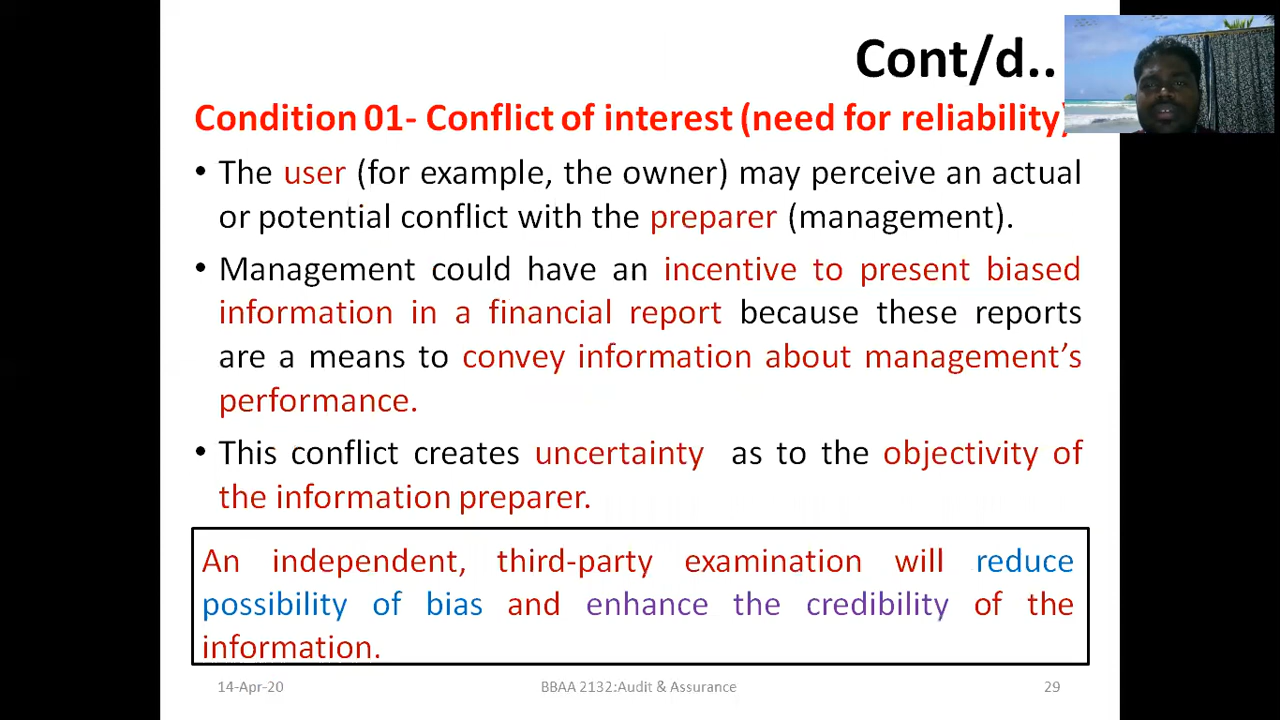 Cont/d..
Condition 01- Conflict of interest (need for reliability)
• The user (for example, the owner) may perceive an actual
or potential conflict with the preparer (management).
• Management could have an incentive to present biased
information in a financial report because these reports
are a means to convey information about management's
performance.
• This conflict creates uncertainty as to the objectivity of
the information preparer.
An independent, third-party examination will reduce
possibility of bias and enhance the credibility of the
information.
14-Apr-20 BBAA 2132:Audit & Assurance 29